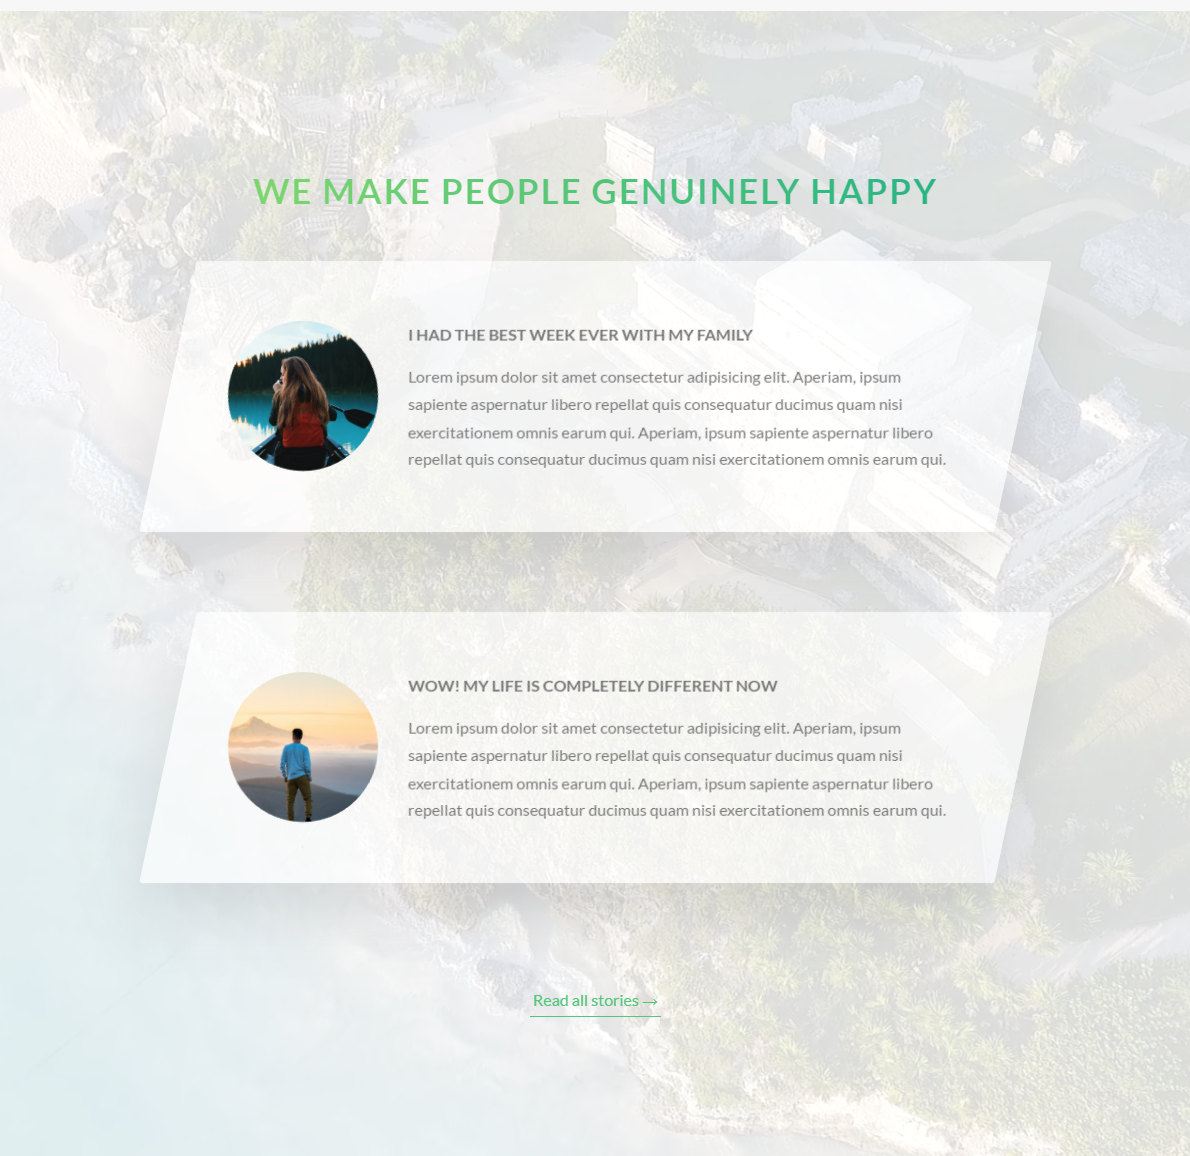 WE MAKE PEOPLE GENUINELY HAPPY
I HAD THE BEST WEEK EVER WITH MY FAMILY
Lorem ipsum dolor sit amet consectetur adipisicing elit. Aperiam, ipsum
sapiente aspernatur libero repellat quis consequatur ducimus quam nisi
exercitationem omnis earum qui. Aperiam, ipsum sapiente aspernatur libero
repellat quis consequatur ducimus quam nisi exercitationem omnis earum qui.
WOW! MY LIFE IS COMPLETELY DIFFERENT NOW
Lorem ipsum dolor sit amet consectetur adipisicing elit. Aperiam, ipsum
sapiente aspernatur libero repellat quis consequatur ducimus quam nisi
exercitationem omnis earum qui. Aperiam, ipsum sapiente aspernatur libero
repellat quis consequatur ducimus quam nisi exercitationem omnis earum qui.
Read all stories →